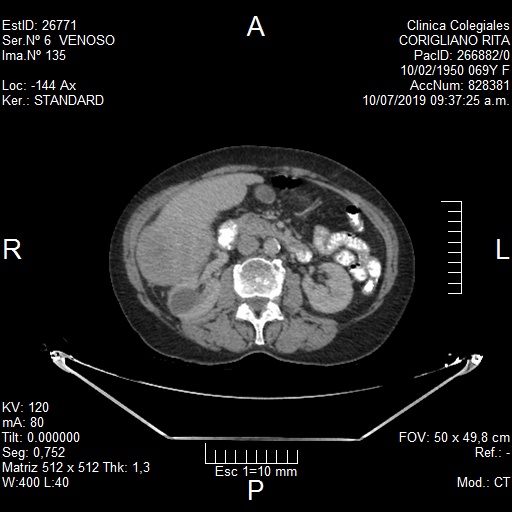 EstID: 26771
Ser.Nº 6 VENOSO
Ima.Nº 135
Loc: -144 Ax
Ker.: STANDARD
A
Clinica Colegiales
CORIGLIANO RITA
PacID: 266882/0
10/02/1950 069Y F
AccNum: 828381
10/07/2019 09:37:25 a.m.
R
L
KV: 120
mA: 80
Tilt: 0.000000
Seg: 0,752
Matriz 512 x 512 Thk: 1,3
W:400 L:40
Esc 1=10 mm
P
FOV: 50 x 49,8 cm
Ref.: -
Mod.: CT